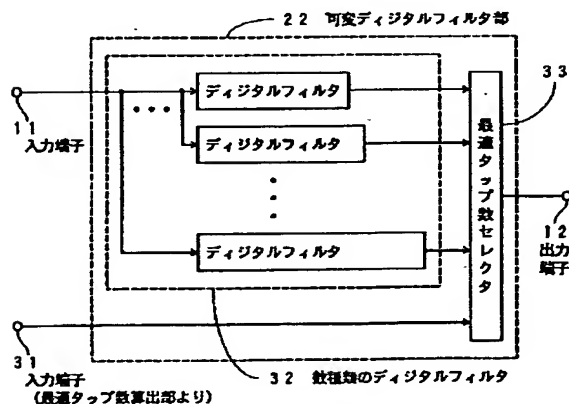 22 可変ディジタルフィルタ部
ディジタルフィルタ
ディジタルフィルタ
ディジタルフィルタ
33
最適タップ数セレクタ
11
入力端子
12
出力
端子
31
入力端子
(最適タップ数算出部より)
32 数種類のディジタルフィルタ